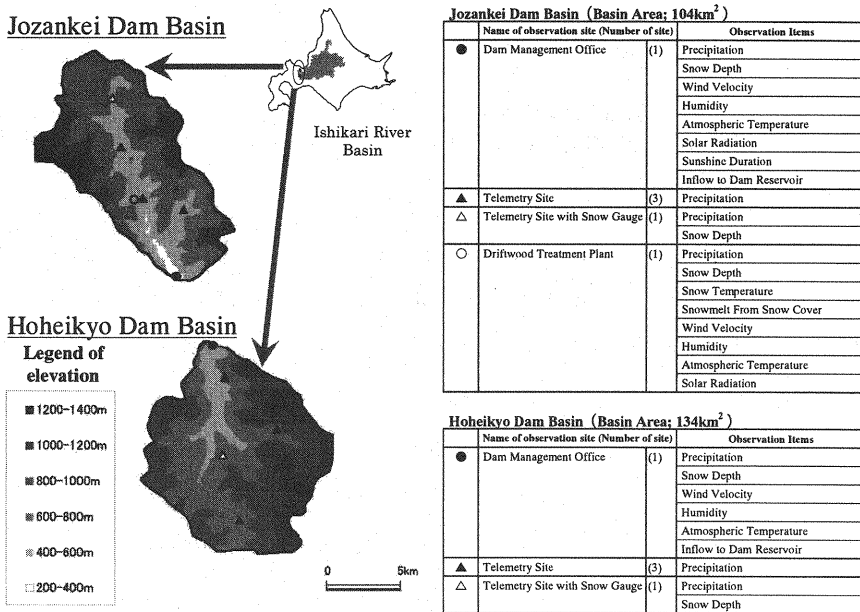 Jozankei Dam Basin
Ishikari River
Basin
Hoheikyo Dam Basin
Legend of
elevation
1200-1400m
1000-1200m
800-1000m
600-800m
400-600m
200-400m
0 5km
Jozankei Dam Basin (Basin Area; 104km²)
Name of observation site (Number of site) Observation Items
● Dam Management Office (1) Precipitation
Snow Depth
Wind Velocity
Humidity
Atmospheric Temperature
Solar Radiation
Sunshine Duration
Inflow to Dam Reservoir
▲ Telemetry Site (3) Precipitation
△ Telemetry Site with Snow Gauge (1) Precipitation
Snow Depth
○ Driftwood Treatment Plant (1) Precipitation
Snow Depth
Snow Temperature
Snowmelt From Snow Cover
Wind Velocity
Humidity
Atmospheric Temperature
Solar Radiation
Hoheikyo Dam Basin (Basin Area; 134km²)
Name of observation site (Number of site) Observation Items
● Dam Management Office (1) Precipitation
Snow Depth
Wind Velocity
Humidity
Atmospheric Temperature
Inflow to Dam Reservoir
▲ Telemetry Site (3) Precipitation
△ Telemetry Site with Snow Gauge (1) Precipitation
Snow Depth